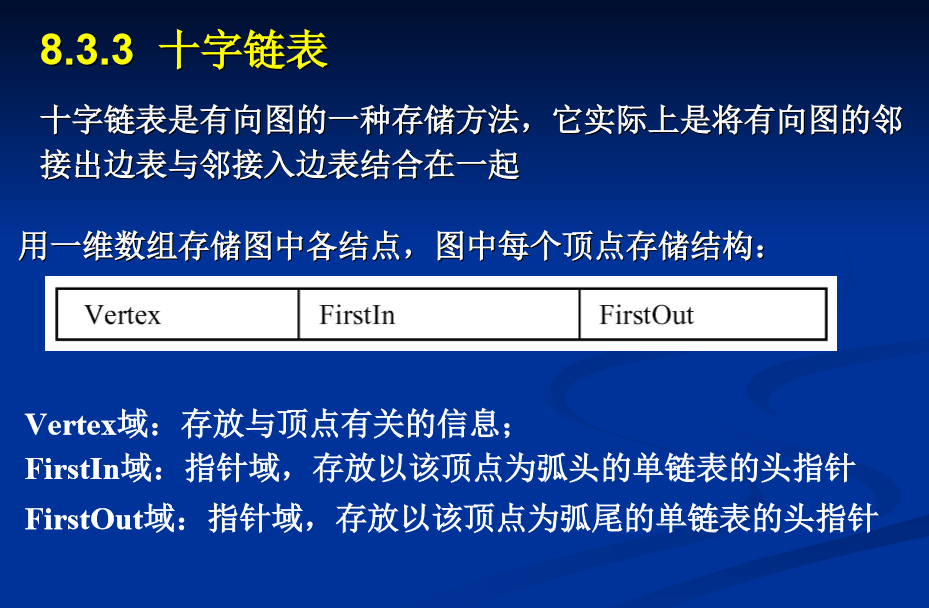 8.3.3 十字链表
十字链表是有向图的一种存储方法，它实际上是将有向图的邻
接出边表与邻接入边表结合在一起
用一维数组存储图中各结点，图中每个顶点存储结构：
Vertex FirstIn FirstOut
Vertex域：存放与顶点有关的信息；
FirstIn域：指针域，存放以该顶点为弧头的单链表的头指针
FirstOut域：指针域，存放以该顶点为弧尾的单链表的头指针